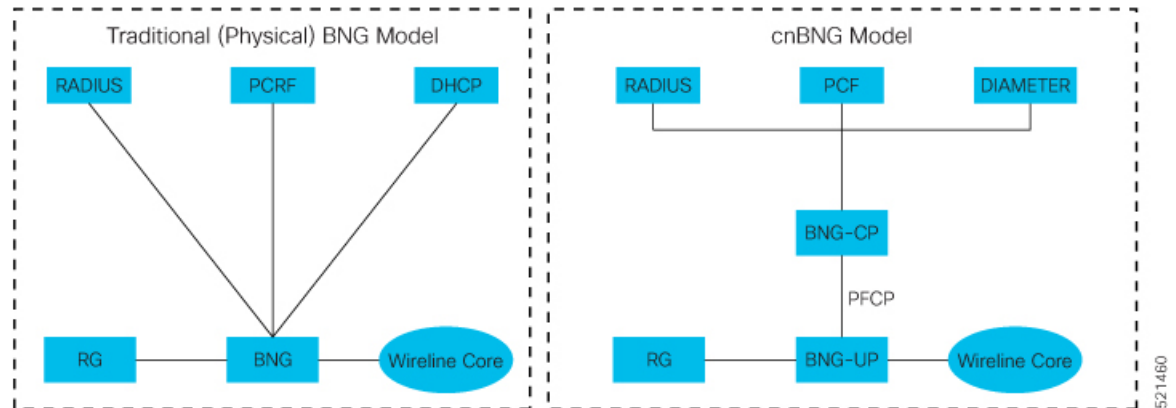 Traditional (Physical) BNG Model
RADIUS
PCRF
DHCP
RG
BNG
Wireline Core
cnBNG Model
RADIUS
PCF
DIAMETER
BNG-CP
PFCP
RG
BNG-UP
Wireline Core
521460